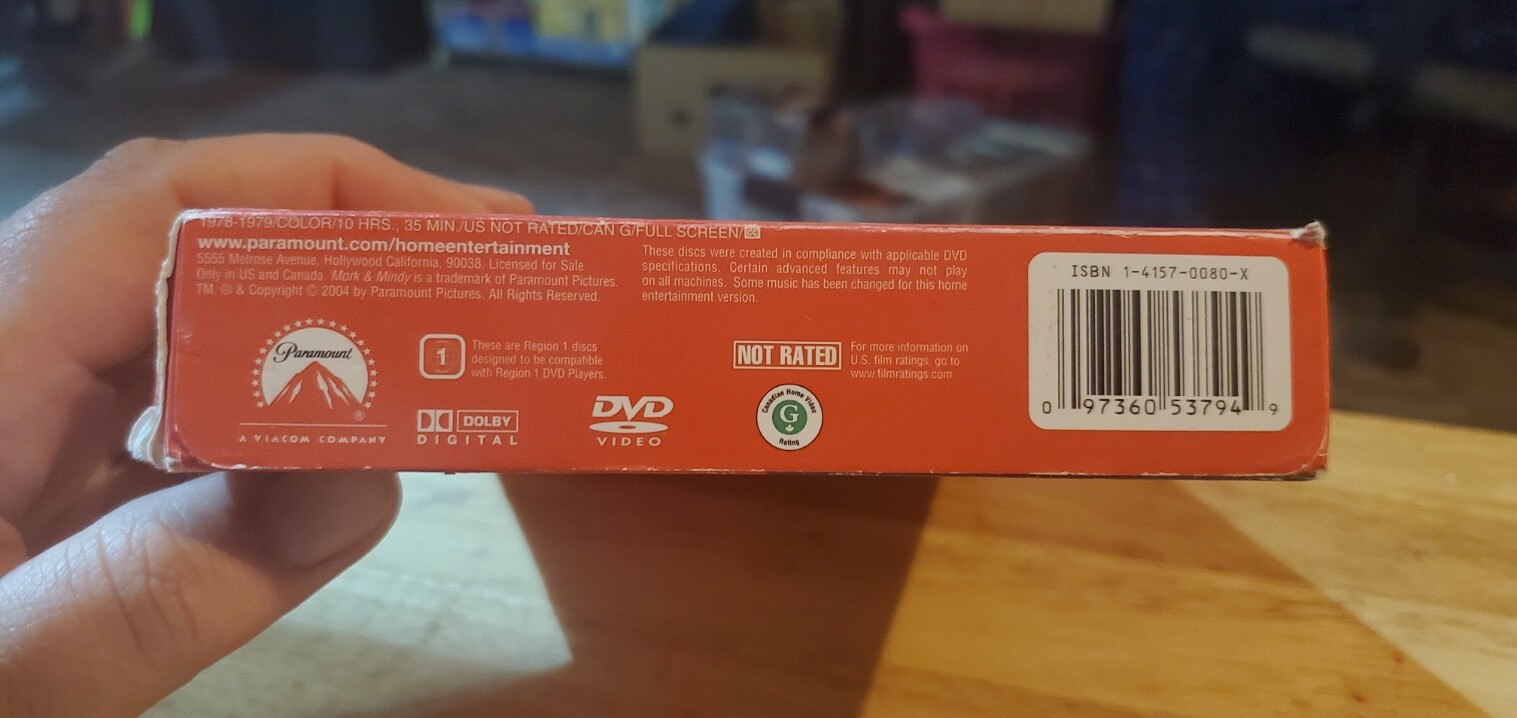 1978-1979/COLOR/10 HRS., 35 MIN./US NOT RATED/CAN G/FULL SCREEN/CC
www.paramount.com/homeentertainment
5555 Melrose Avenue, Hollywood California, 90038. Licensed for Sale
Only in US and Canada. Mork & Mindy is a trademark of Paramount Pictures.
TM, ® & Copyright © 2004 by Paramount Pictures. All Rights Reserved.
These discs were created in compliance with applicable DVD
specifications. Certain advanced features may not play
on all machines. Some music has been changed for this home
entertainment version.
Paramount
®
A VIACOM COMPANY
1
These are Region 1 discs
designed to be compatible
with Region 1 DVD Players.
DOLBY
DIGITAL
DVD
VIDEO
NOT RATED
For more information on
U.S. film ratings, go to
www.filmratings.com
Canadian Home Video
G
Rating
ISBN 1-4157-0080-X
0 97360 53794 9